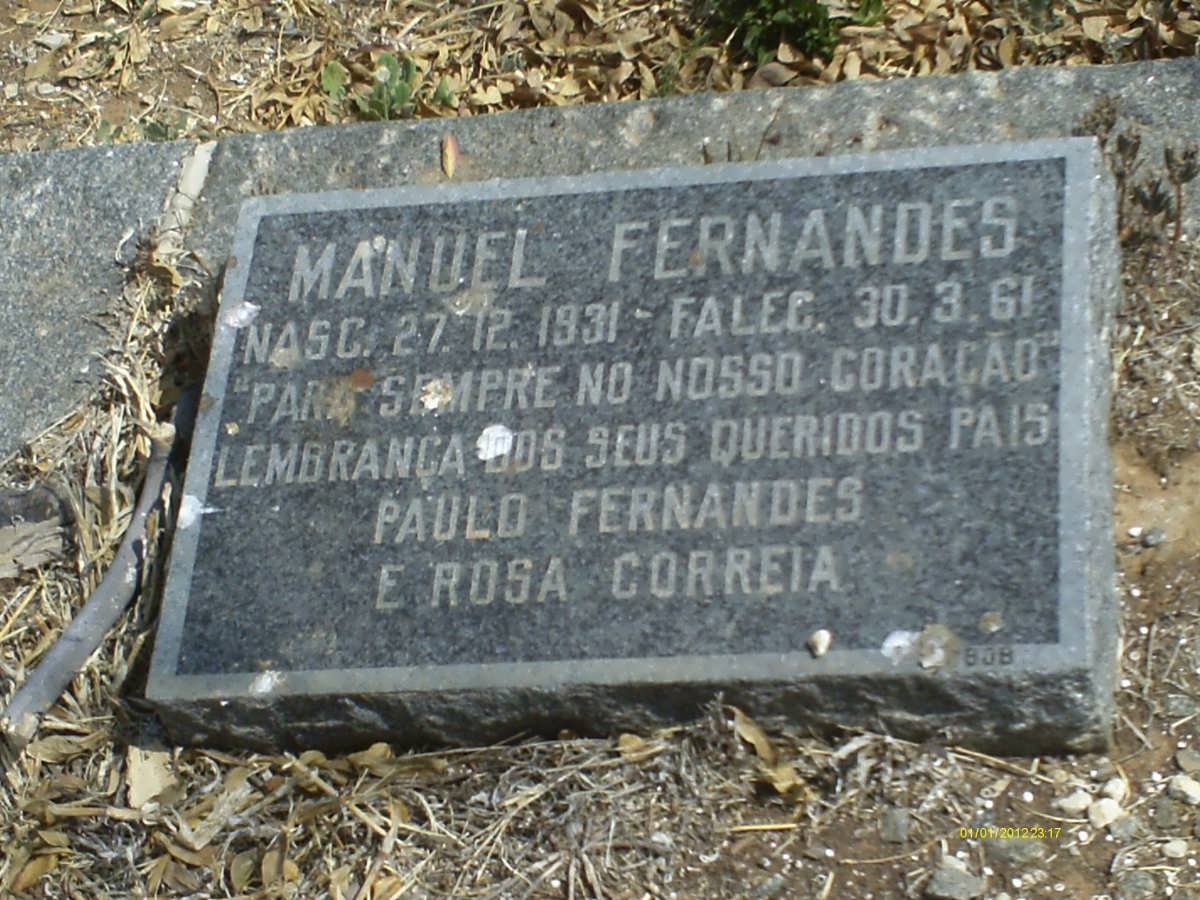 MANUEL FERNANDES
NASC. 27. 12. 1931 - FALEC. 30. 3. 61
"PARA SEMPRE NO NOSSO CORAÇÃO"
LEMBRANÇA DOS SEUS QUERIDOS PAIS
PAULO FERNANDES
E ROSA CORREIA
BJB
01/01/2012 23:17